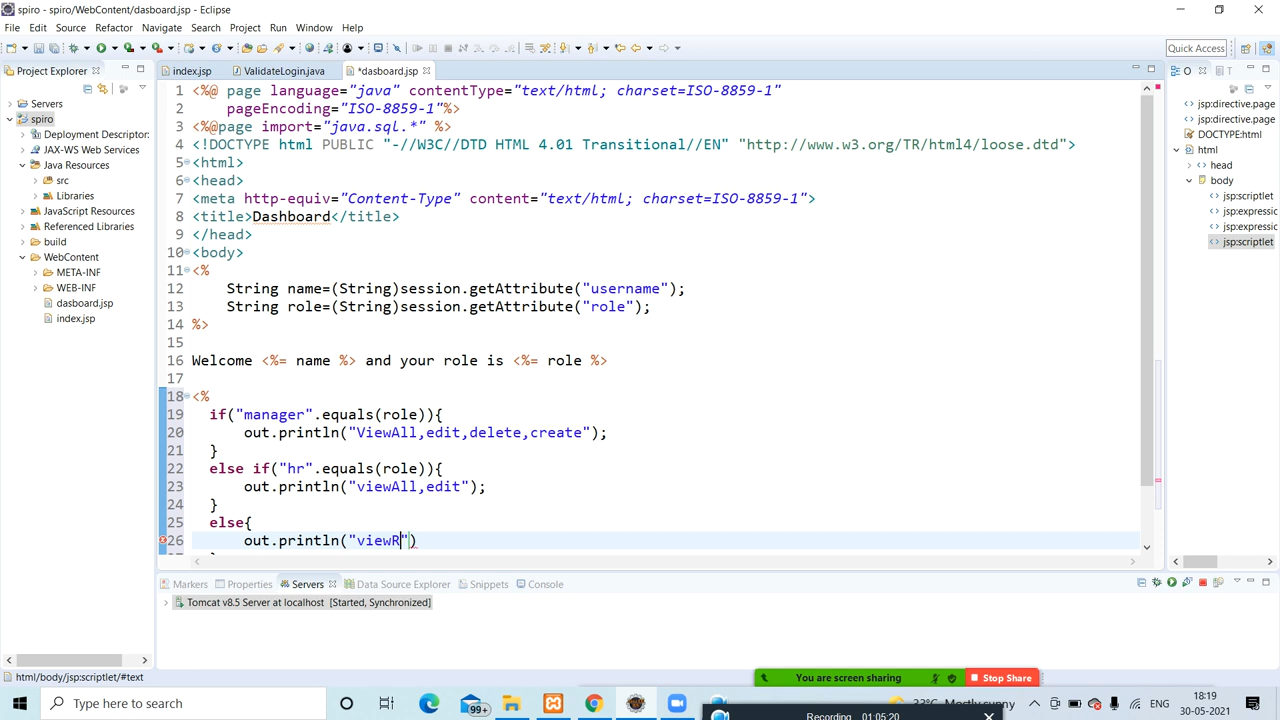 spiro - spiro/WebContent/dasboard.jsp - Eclipse
File Edit Source Refactor Navigate Search Project Run Window Help
Quick Access
Project Explorer
index.jsp ValidateLogin.java *dasboard.jsp
O T
Servers
spiro
Deployment Descriptor:
JAX-WS Web Services
Java Resources
src
Libraries
JavaScript Resources
Referenced Libraries
build
WebContent
META-INF
WEB-INF
dasboard.jsp
index.jsp
1 <%@ page language="java" contentType="text/html; charset=ISO-8859-1"
2 pageEncoding="ISO-8859-1"%>
3 <%@page import="java.sql.*" %>
4 <!DOCTYPE html PUBLIC "-//W3C//DTD HTML 4.01 Transitional//EN" "http://www.w3.org/TR/html4/loose.dtd">
5 <html>
6 <head>
7 <meta http-equiv="Content-Type" content="text/html; charset=ISO-8859-1">
8 <title>Dashboard</title>
9 </head>
10 <body>
11 <%
12 String name=(String)session.getAttribute("username");
13 String role=(String)session.getAttribute("role");
14 %>
15
16 Welcome <%= name %> and your role is <%= role %>
17
18 <%
19 if("manager".equals(role)){
20 out.println("ViewAll,edit,delete,create");
21 }
22 else if("hr".equals(role)){
23 out.println("viewAll,edit");
24 }
25 else{
26 out.println("viewR")
jsp:directive.page
jsp:directive.page
DOCTYPE:html
html
head
body
jsp:scriptlet
jsp:expressic
jsp:expressic
jsp:scriptlet
Markers Properties Servers Data Source Explorer Snippets Console
Tomcat v8.5 Server at localhost [Started, Synchronized]
html/body/jsp:scriptlet/#text
You are screen sharing Stop Share
Type here to search
99+
33°C Mostly sunny
ENG
18:19
30-05-2021
Recording 01:05:20